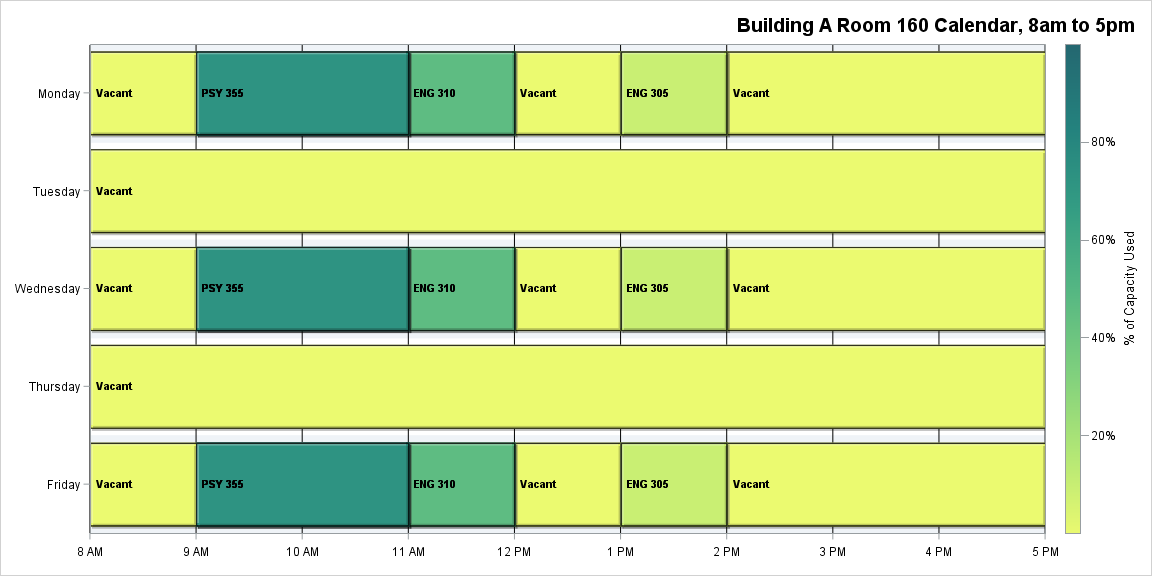 Building A Room 160 Calendar, 8am to 5pm
Monday
Vacant
PSY 355
ENG 310
Vacant
ENG 305
Vacant
Tuesday
Vacant
Wednesday
Vacant
PSY 355
ENG 310
Vacant
ENG 305
Vacant
Thursday
Vacant
Friday
Vacant
PSY 355
ENG 310
Vacant
ENG 305
Vacant
8 AM
9 AM
10 AM
11 AM
12 PM
1 PM
2 PM
3 PM
4 PM
5 PM
80%
60%
40%
20%
% of Capacity Used